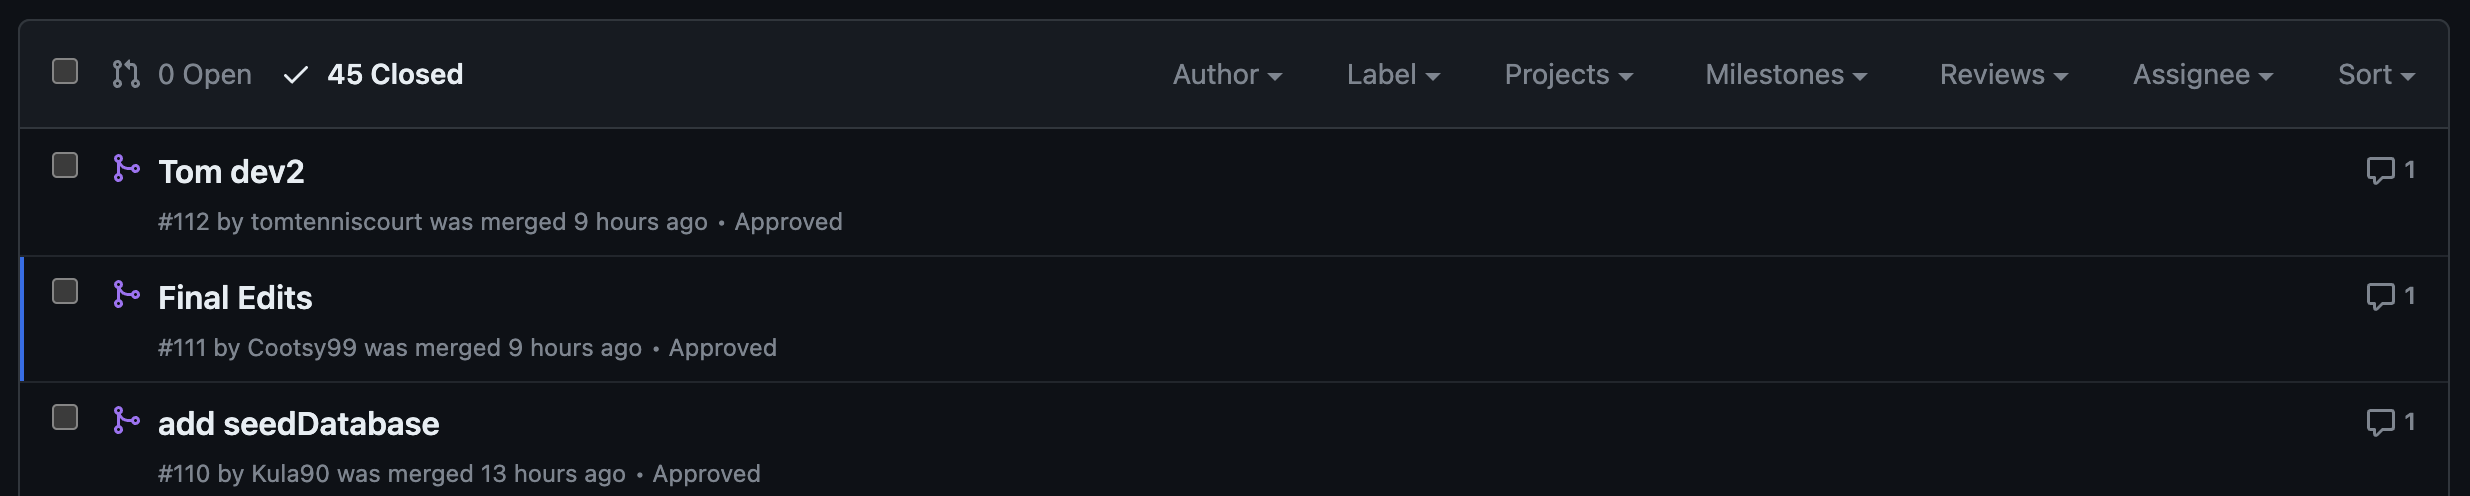 0 Open 45 Closed Author Label Projects Milestones Reviews Assignee Sort
Tom dev2 1
#112 by tomtenniscourt was merged 9 hours ago • Approved
Final Edits 1
#111 by Cootsy99 was merged 9 hours ago • Approved
add seedDatabase 1
#110 by Kula90 was merged 13 hours ago • Approved